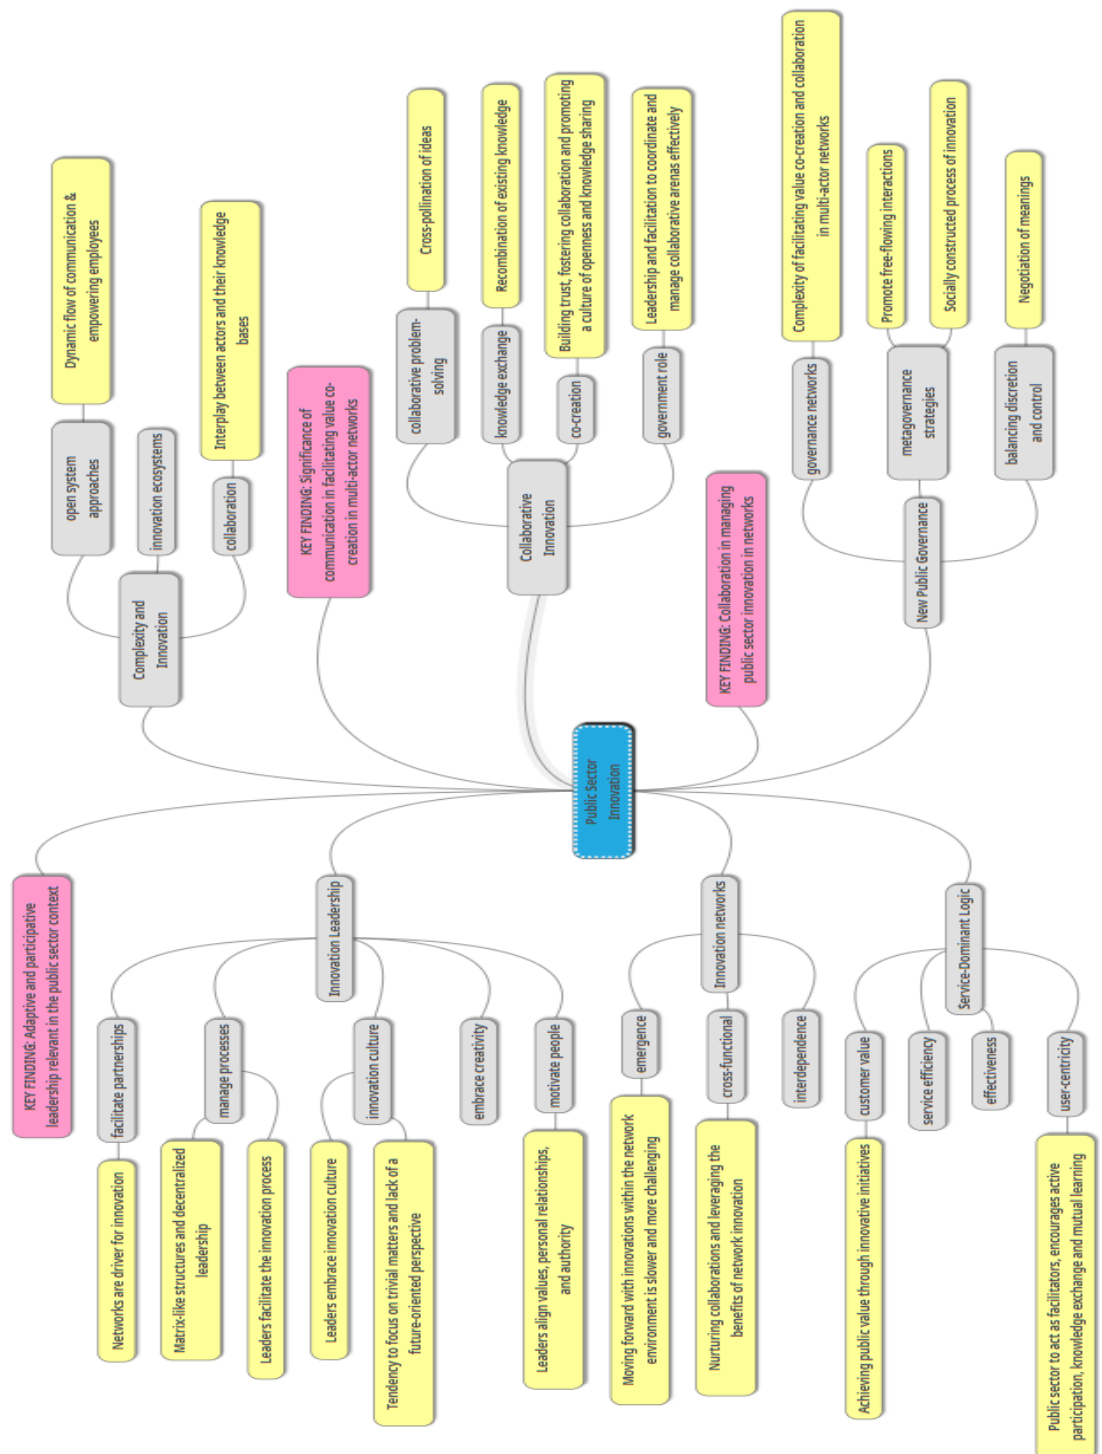 KEY FINDING: Adaptive and participative
leadership relevant in the public sector context
Networks are driver for innovation
facilitate partnerships
Matrix-like structures and decentralized
leadership
manage processes
Leaders facilitate the innovation process
Innovation Leadership
Leaders embrace innovation culture
innovation culture
Tendency to focus on trivial matters and lack of a
future-oriented perspective
embrace creativity
Leaders align values, personal relationships,
and authority
motivate people
Moving forward with innovations within the network
environment is slower and more challenging
emergence
Innovation networks
Nurturing collaborations and leveraging the
benefits of network innovation
cross-functional
interdependence
Achieving public value through innovative initiatives
customer value
service efficiency
Service-Dominant Logic
effectiveness
Public sector to act as facilitators, encourages active
participation, knowledge exchange and mutual learning
user-centricity
Public Sector
Innovation
Complexity and
Innovation
open system
approaches
Dynamic flow of communication &
empowering employees
innovation ecosystems
collaboration
Interplay between actors and their knowledge
bases
KEY FINDING: Significance of
communication in facilitating value co-
creation in multi-actor networks
Collaborative
Innovation
collaborative problem-
solving
Cross-pollination of ideas
knowledge exchange
Recombination of existing knowledge
co-creation
Building trust, fostering collaboration and promoting
a culture of openness and knowledge sharing
government role
Leadership and facilitation to coordinate and
manage collaborative arenas effectively
KEY FINDING: Collaboration in managing
public sector innovation in networks
New Public Governance
governance networks
Complexity of facilitating value co-creation and collaboration
in multi-actor networks
metagovernance
strategies
Promote free-flowing interactions
Socially constructed process of innovation
balancing discretion
and control
Negotiation of meanings